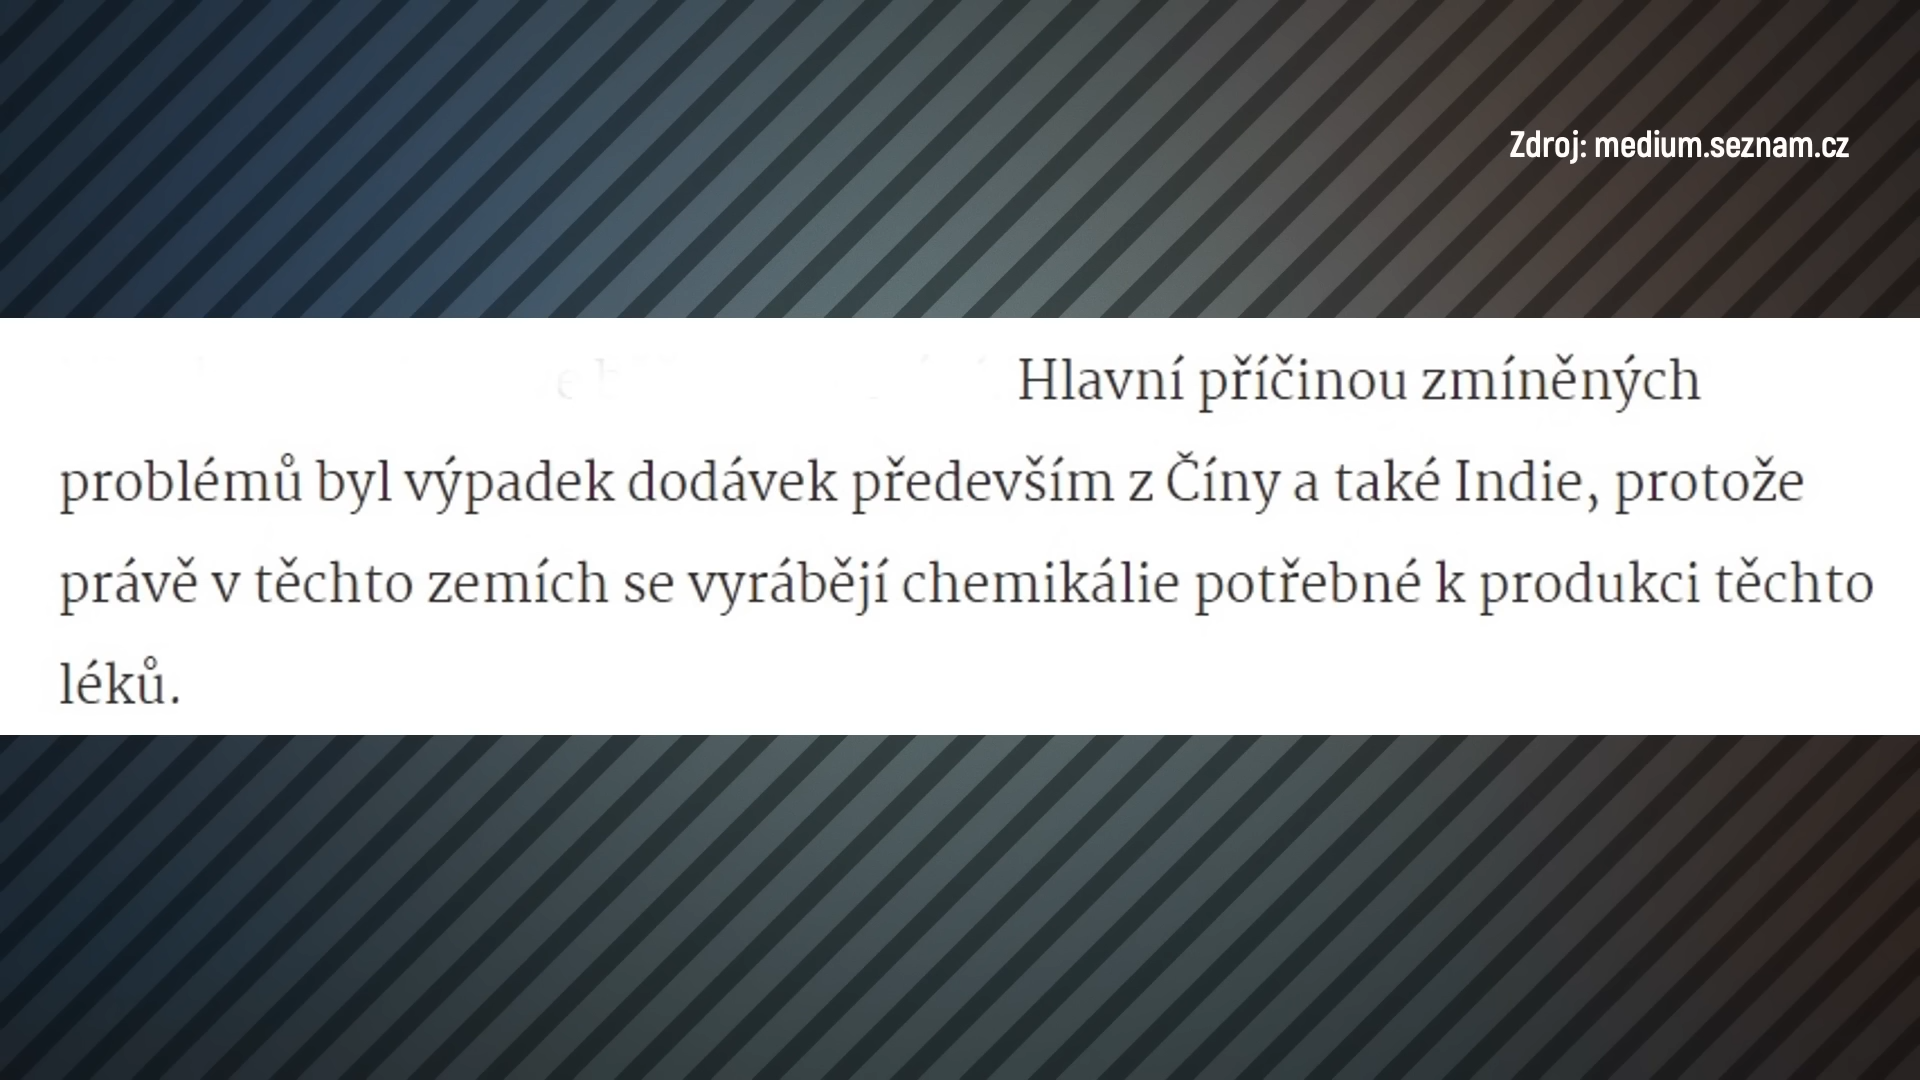 Zdroj: medium.seznam.cz
Hlavní příčinou zmíněných
problémů byl výpadek dodávek především z Číny a také Indie, protože
právě v těchto zemích se vyrábějí chemikálie potřebné k produkci těchto
léků.